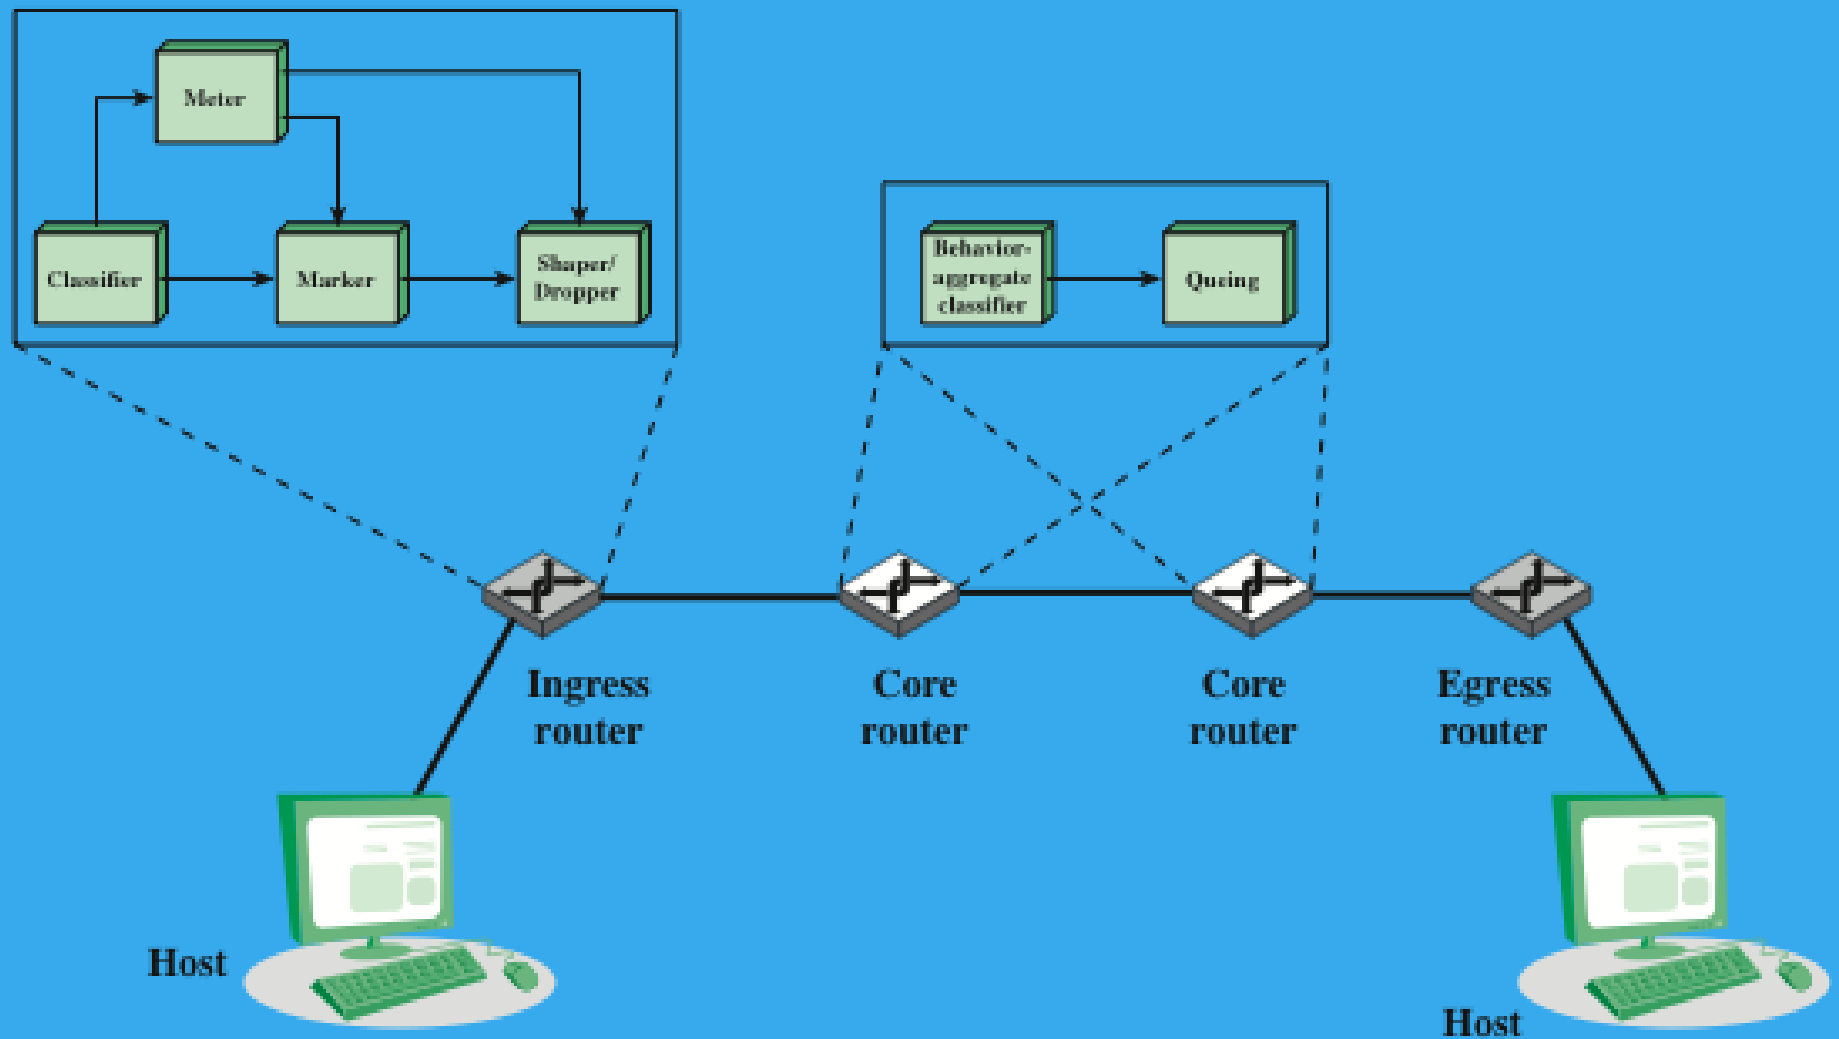 Meter
Classifier
Marker
Shaper/
Dropper
Behavior-
aggregate
classifier
Queing
Ingress
router
Core
router
Core
router
Egress
router
Host
Host